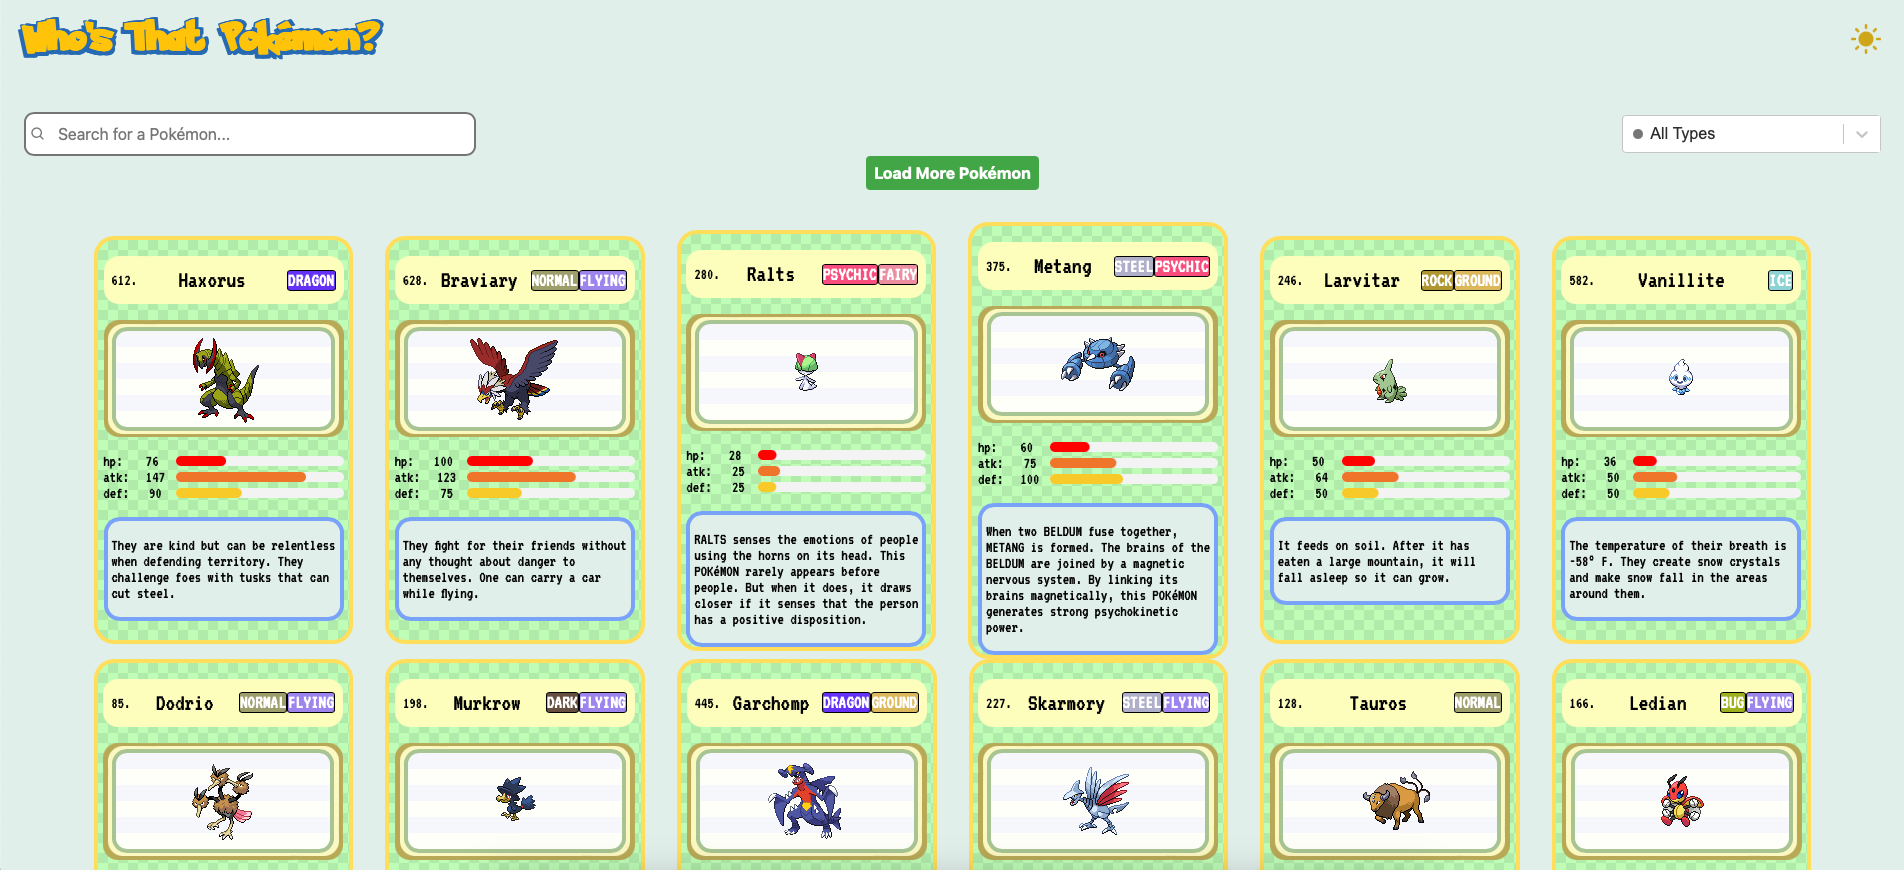 Who's That Pokémon?
Search for a Pokémon...
All Types
Load More Pokémon
612. Haxorus DRAGON
hp: 76
atk: 147
def: 90
They are kind but can be relentless
when defending territory. They
challenge foes with tusks that can
cut steel.
628. Braviary NORMAL FLYING
hp: 100
atk: 123
def: 75
They fight for their friends without
any thought about danger to
themselves. One can carry a car
while flying.
280. Ralts PSYCHIC FAIRY
hp: 28
atk: 25
def: 25
RALTS senses the emotions of people
using the horns on its head. This
POKéMON rarely appears before
people. But when it does, it draws
closer if it senses that the person
has a positive disposition.
375. Metang STEEL PSYCHIC
hp: 60
atk: 75
def: 100
When two BELDUM fuse together,
METANG is formed. The brains of the
BELDUM are joined by a magnetic
nervous system. By linking its
brains magnetically, this POKéMON
generates strong psychokinetic
power.
246. Larvitar ROCK GROUND
hp: 50
atk: 64
def: 50
It feeds on soil. After it has
eaten a large mountain, it will
fall asleep so it can grow.
582. Vanillite ICE
hp: 36
atk: 50
def: 50
The temperature of their breath is
-58° F. They create snow crystals
and make snow fall in the areas
around them.
85. Dodrio NORMAL FLYING
198. Murkrow DARK FLYING
445. Garchomp DRAGON GROUND
227. Skarmory STEEL FLYING
128. Tauros NORMAL
166. Ledian BUG FLYING